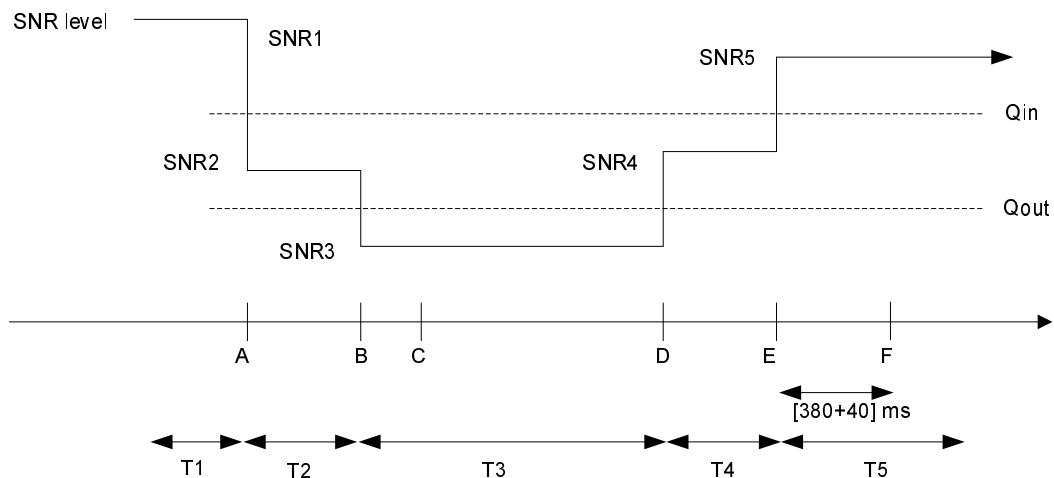 SNR level
SNR1
SNR5
Qin
SNR2
SNR4
Qout
SNR3
A
B
C
D
E
F
[380+40] ms
T1
T2
T3
T4
T5